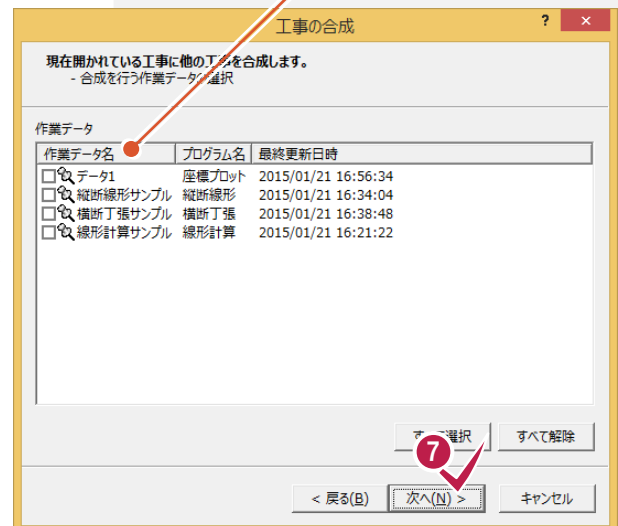 工事の合成
? ×
現在開かれている工事に他の工事を合成します。
- 合成を行う作業データの選択
作業データ
作業データ名 プログラム名 最終更新日時
データ1 座標プロット 2015/01/21 16:56:34
縦断線形サンプル 縦断線形 2015/01/21 16:34:04
横断丁張サンプル 横断丁張 2015/01/21 16:38:48
線形計算サンプル 線形計算 2015/01/21 16:21:22
すべて選択 すべて解除
7
< 戻る(B) 次へ(N) > キャンセル